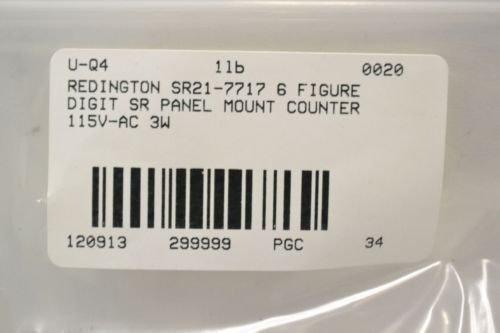 U-Q4 1lb 0020
REDINGTON SR21-7717 6 FIGURE
DIGIT SR PANEL MOUNT COUNTER
115V-AC 3W
120913 299999 PGC 34